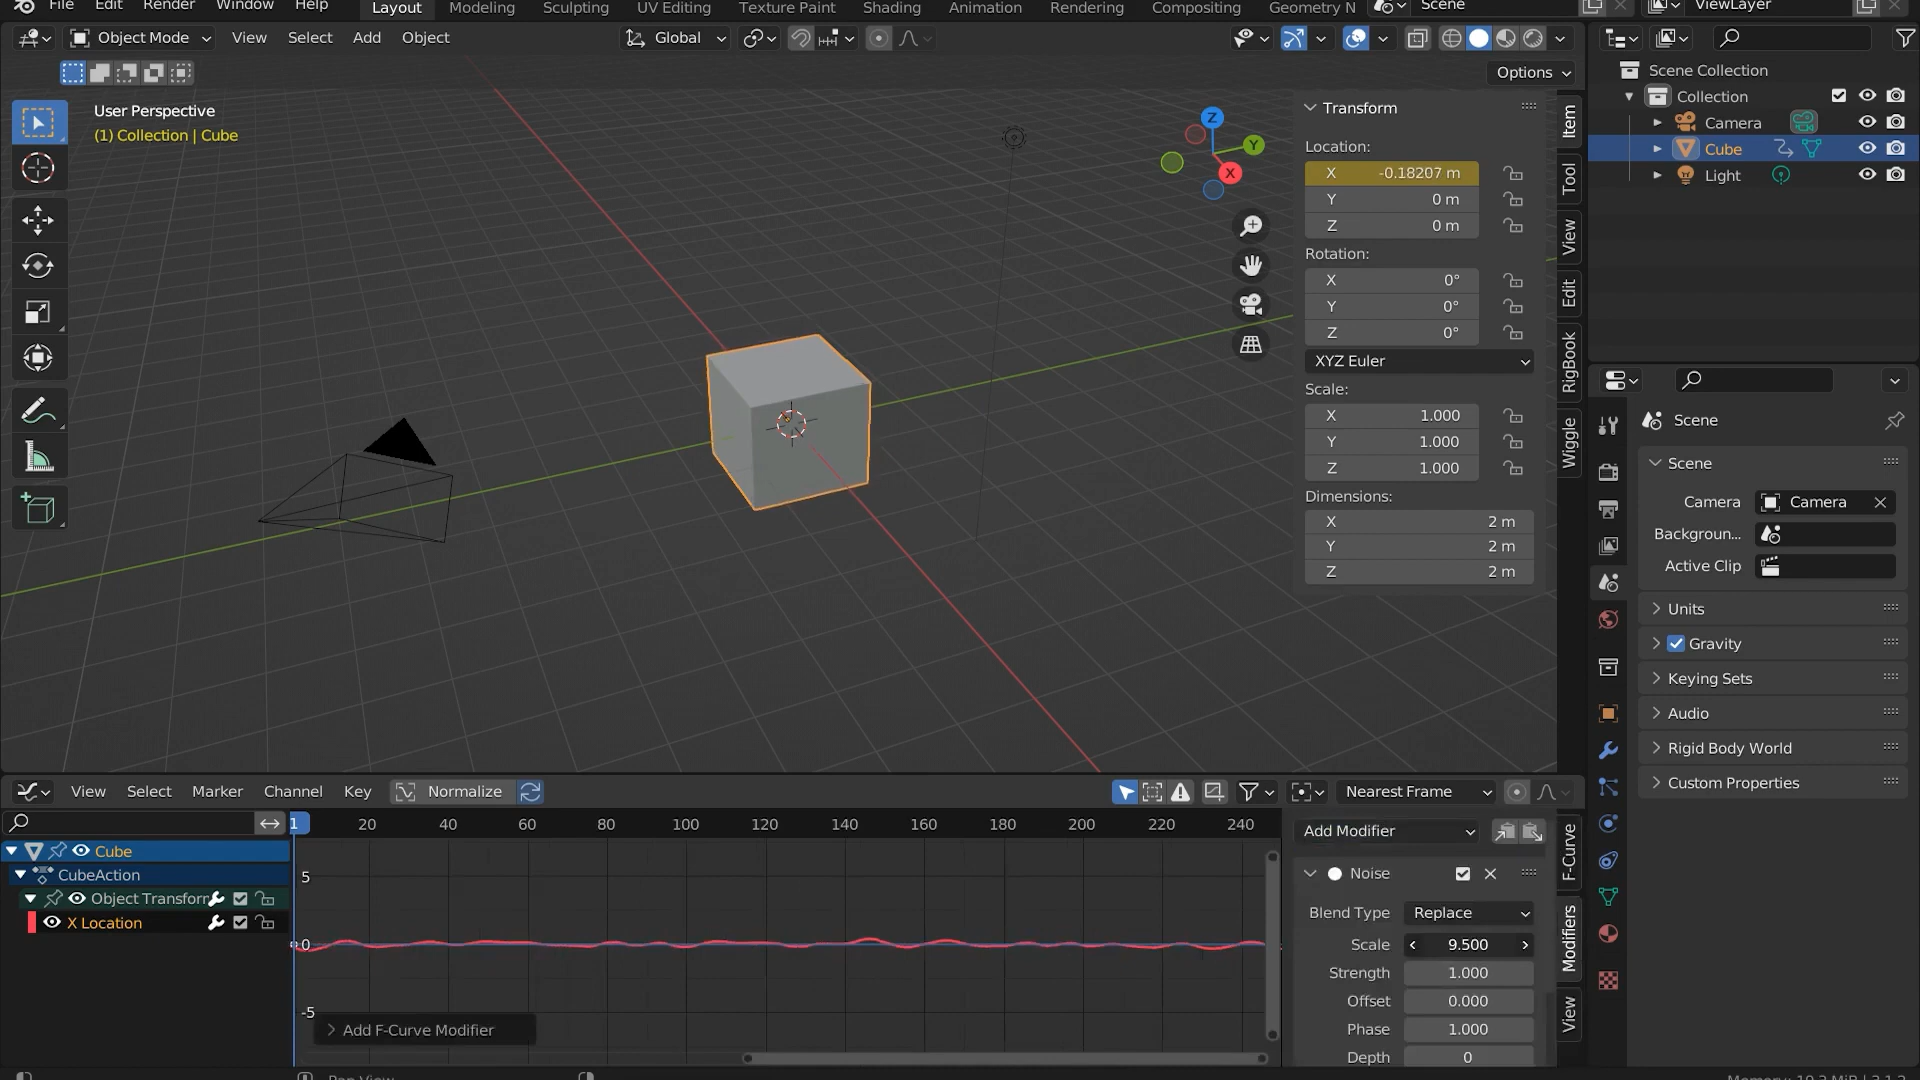 File Edit Render Window Help Layout Modeling Sculpting UV Editing Texture Paint Shading Animation Rendering Compositing Geometry N Scene ViewLayer
Object Mode View Select Add Object Global
Options
User Perspective
(1) Collection | Cube
Z
Y
X
Transform
Location:
X -0.18207 m
Y 0 m
Z 0 m
Rotation:
X 0°
Y 0°
Z 0°
XYZ Euler
Scale:
X 1.000
Y 1.000
Z 1.000
Dimensions:
X 2 m
Y 2 m
Z 2 m
Item
Tool
View
Edit
RigBook
Wiggle
Scene Collection
Collection
Camera
Cube
Light
Scene
Scene
Camera Camera
Backgroun...
Active Clip
Units
Gravity
Keying Sets
Audio
Rigid Body World
Custom Properties
View Select Marker Channel Key Normalize Nearest Frame
1 20 40 60 80 100 120 140 160 180 200 220 240
Cube
CubeAction
Object Transforn
X Location
5
0
-5
Add F-Curve Modifier
Add Modifier
Noise
Blend Type Replace
Scale 9.500
Strength 1.000
Offset 0.000
Phase 1.000
Depth 0
F-Curve
Modifiers
View
Pan View